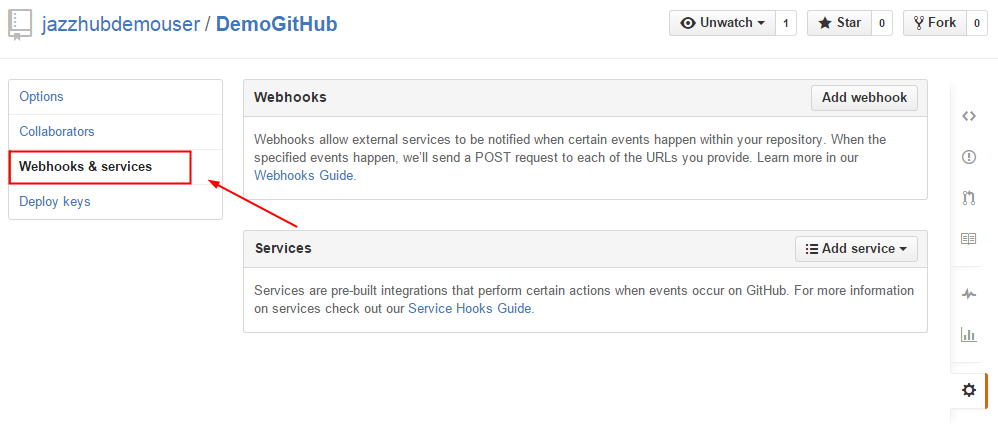 jazzhubdemouser / DemoGitHub
Unwatch 1 Star 0 Fork 0
Options
Collaborators
Webhooks & services
Deploy keys
Webhooks
Add webhook
Webhooks allow external services to be notified when certain events happen within your repository. When the
specified events happen, we'll send a POST request to each of the URLs you provide. Learn more in our
Webhooks Guide.
Services
Add service
Services are pre-built integrations that perform certain actions when events occur on GitHub. For more information
on services check out our Service Hooks Guide.